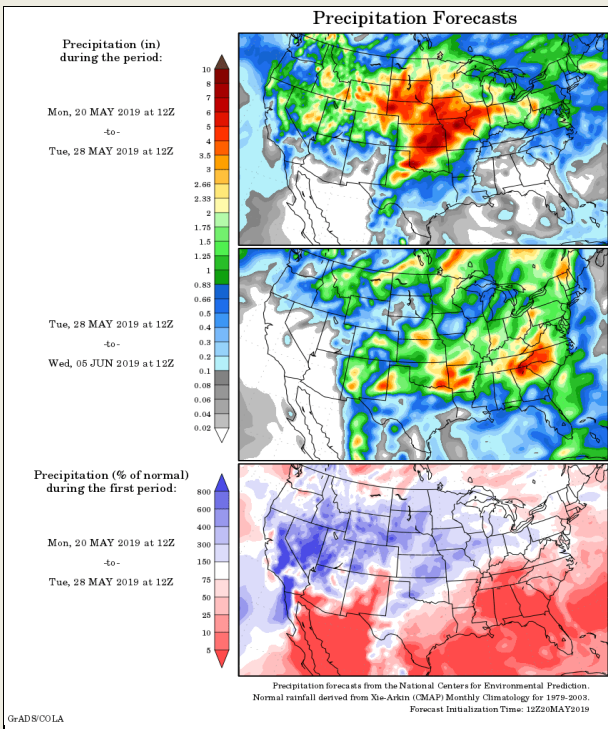 Precipitation Forecasts
Precipitation (in)
during the period:
Mon, 20 MAY 2019 at 12Z
-to-
Tue, 28 MAY 2019 at 12Z
10
8
7
6
5
4
3.5
3
2.66
2.33
2
1.75
1.5
1.25
1
0.83
0.66
0.5
0.4
0.3
0.2
0.1
0.08
0.06
0.04
0.02
Tue, 28 MAY 2019 at 12Z
-to-
Wed, 05 JUN 2019 at 12Z
Precipitation (% of normal)
during the first period:
Mon, 20 MAY 2019 at 12Z
-to-
Tue, 28 MAY 2019 at 12Z
800
600
400
300
150
75
50
25
10
5
Precipitation forecasts from the National Centers for Environmental Prediction.
Normal rainfall derived from Xie-Arkin (CMAP) Monthly Climatology for 1979-2003.
Forecast Initialization Time: 12Z20MAY2019
GrADS/COLA